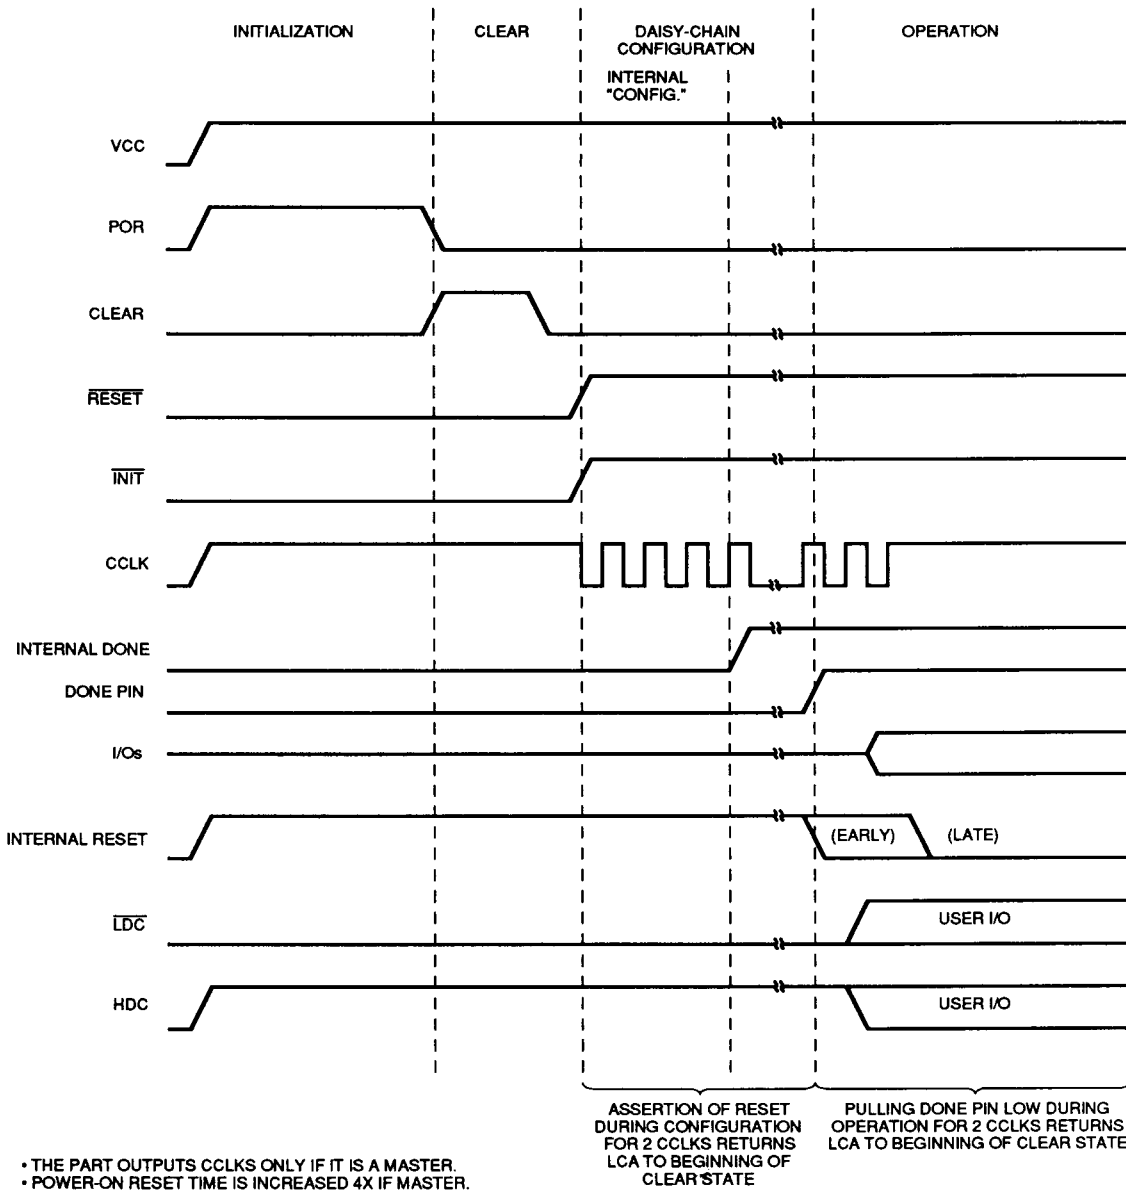 INITIALIZATION
CLEAR
DAISY-CHAIN
CONFIGURATION
OPERATION
INTERNAL
"CONFIG."
VCC
POR
CLEAR
RESET
INIT
CCLK
INTERNAL DONE
DONE PIN
I/Os
INTERNAL RESET
(EARLY)
(LATE)
LDC
USER I/O
HDC
USER I/O
ASSERTION OF RESET
DURING CONFIGURATION
FOR 2 CCLKS RETURNS
LCA TO BEGINNING OF
CLEAR STATE
PULLING DONE PIN LOW DURING
OPERATION FOR 2 CCLKS RETURNS
LCA TO BEGINNING OF CLEAR STATE
• THE PART OUTPUTS CCLKS ONLY IF IT IS A MASTER.
• POWER-ON RESET TIME IS INCREASED 4X IF MASTER.